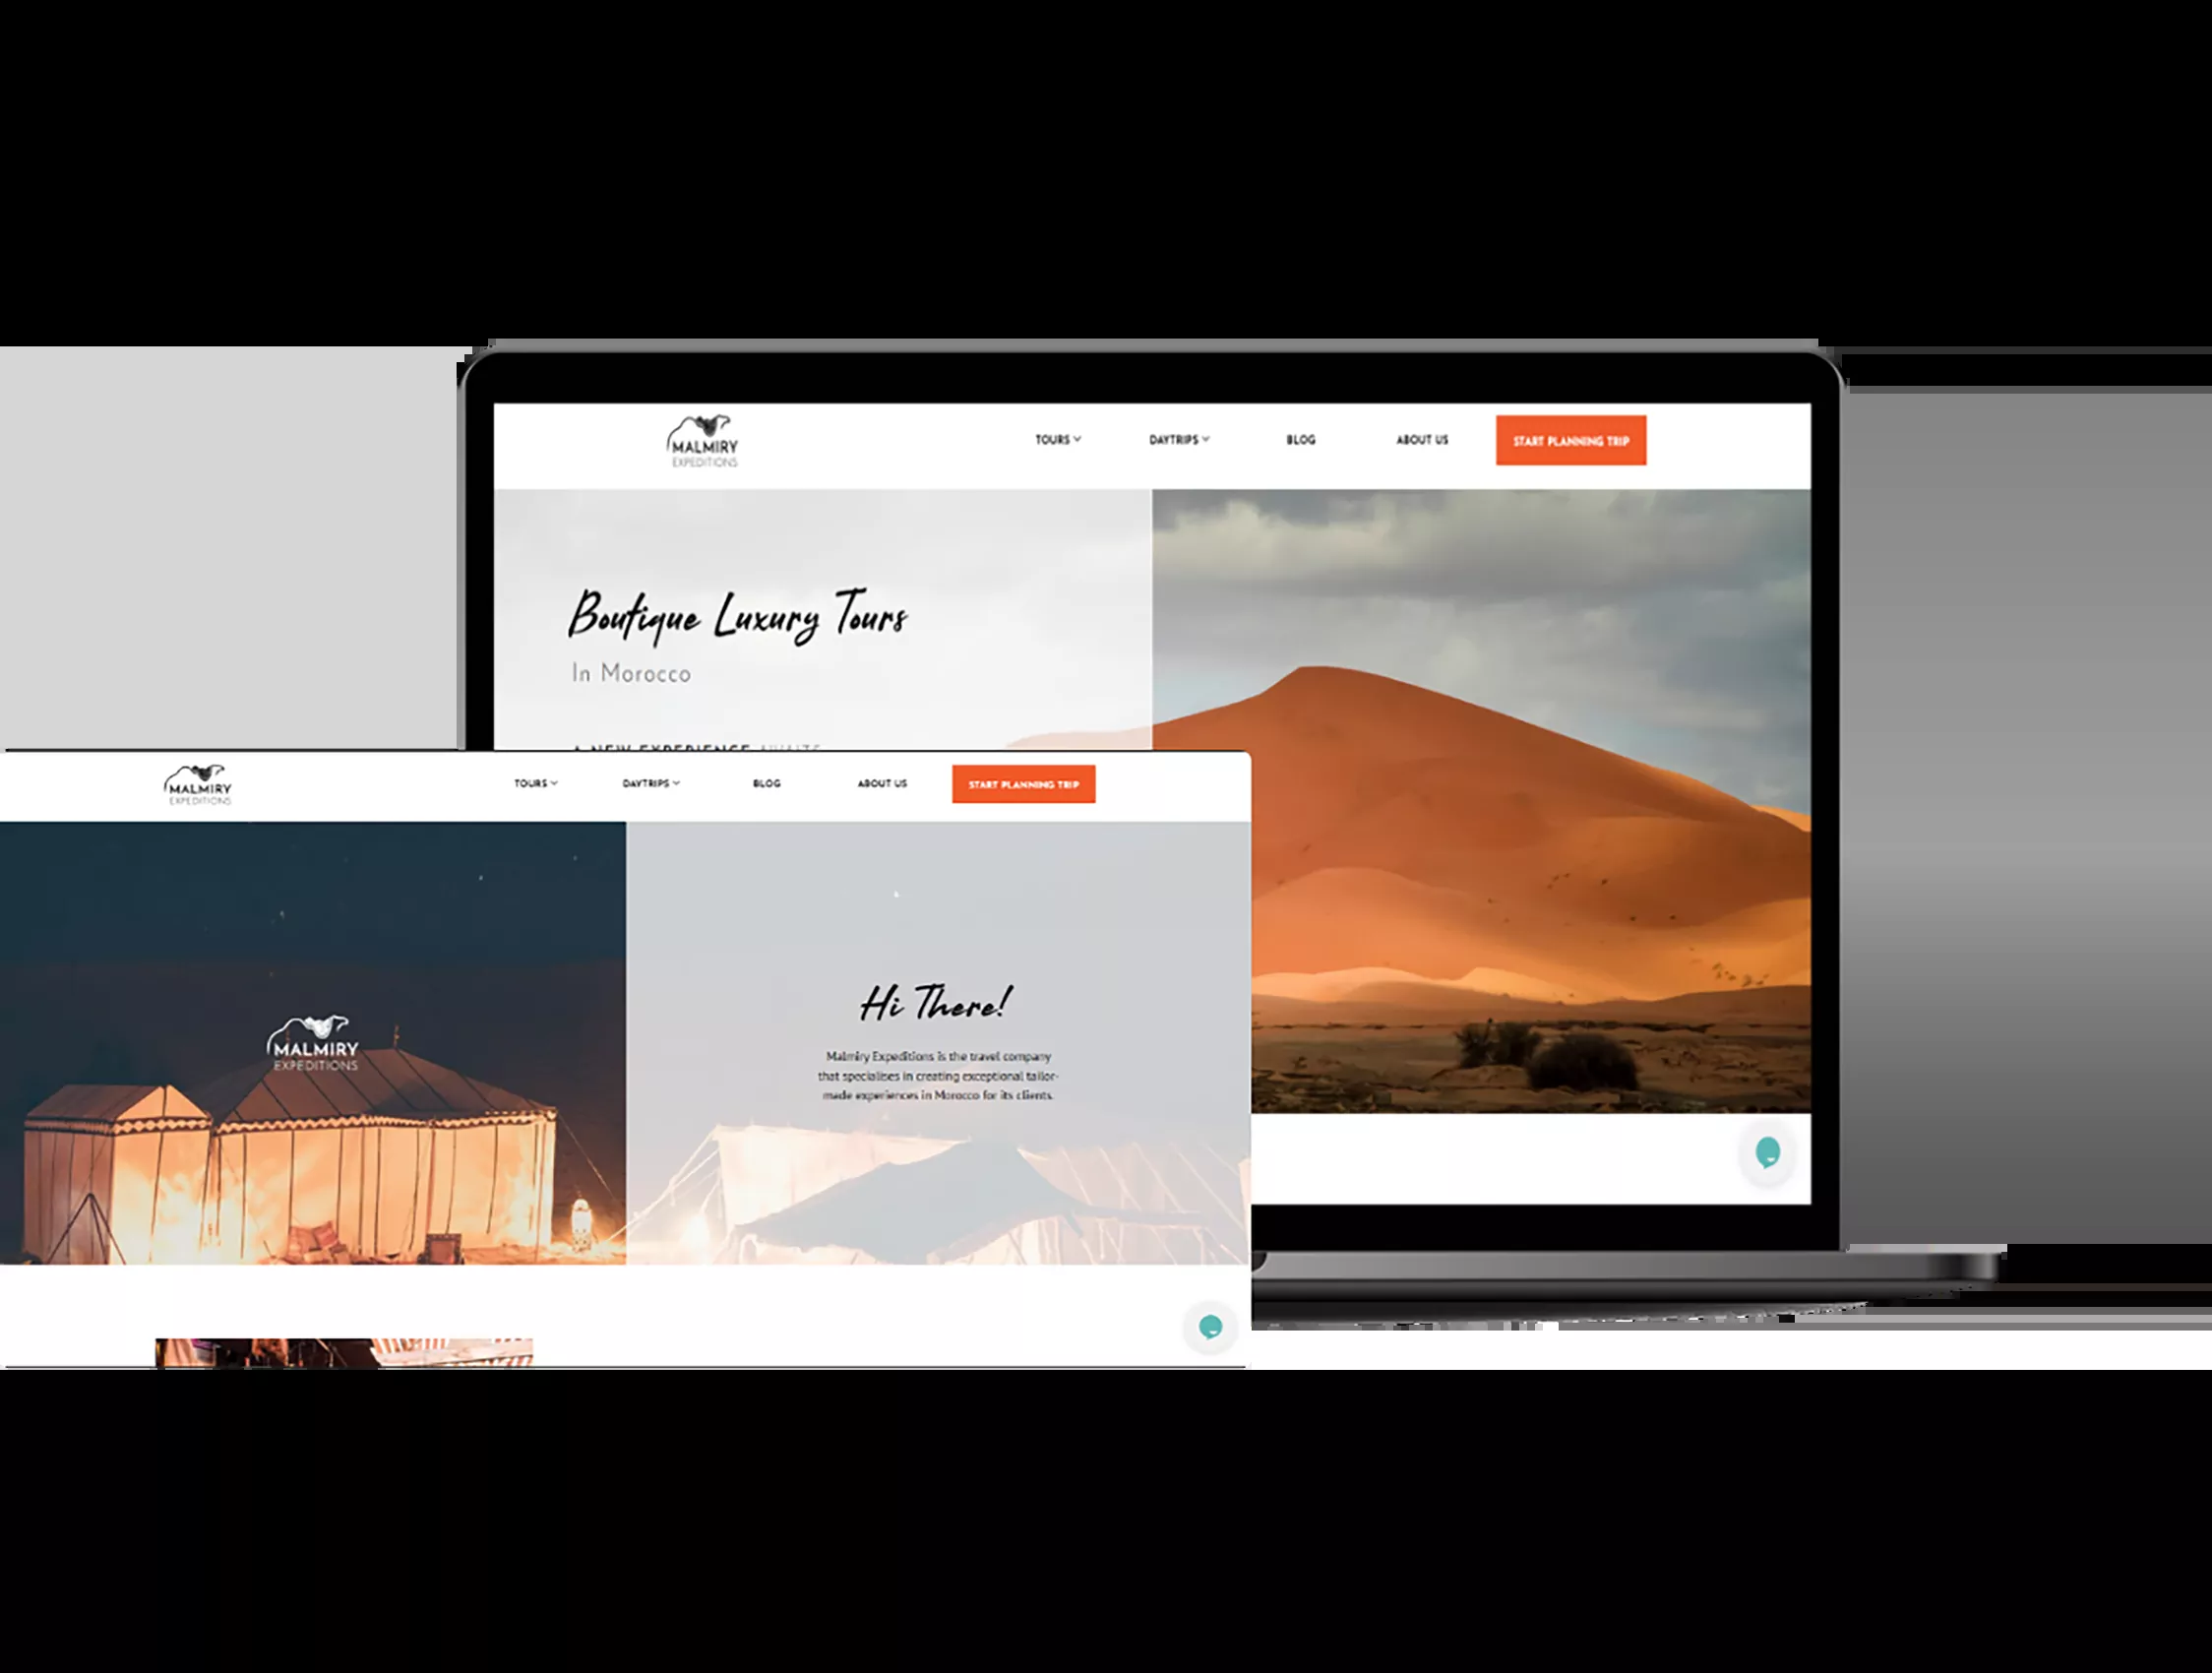 MALMIRY
EXPEDITIONS
TOURS
DAYTRIPS
BLOG
ABOUT US
START PLANNING TRIP
Boutique Luxury Tours
In Morocco
A NEW EXPERIENCE AWAITS
MALMIRY
EXPEDITIONS
TOURS
DAYTRIPS
BLOG
ABOUT US
START PLANNING TRIP
MALMIRY
EXPEDITIONS
Hi There!
Malmiry Expeditions is the travel company
that specialises in creating exceptional tailor-
made experiences in Morocco for its clients.